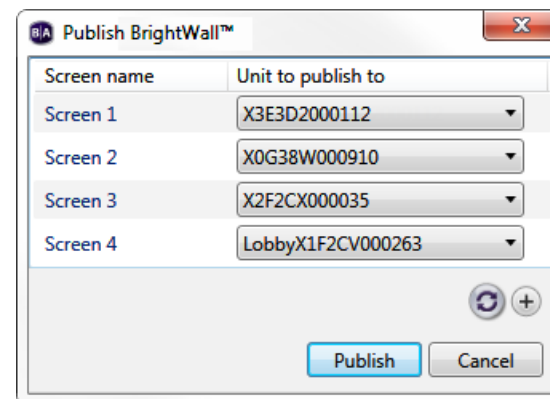 B A Publish BrightWall™
Screen name Unit to publish to
Screen 1 X3E3D2000112
Screen 2 X0G38W000910
Screen 3 X2F2CX000035
Screen 4 LobbyX1F2CV000263
Publish Cancel